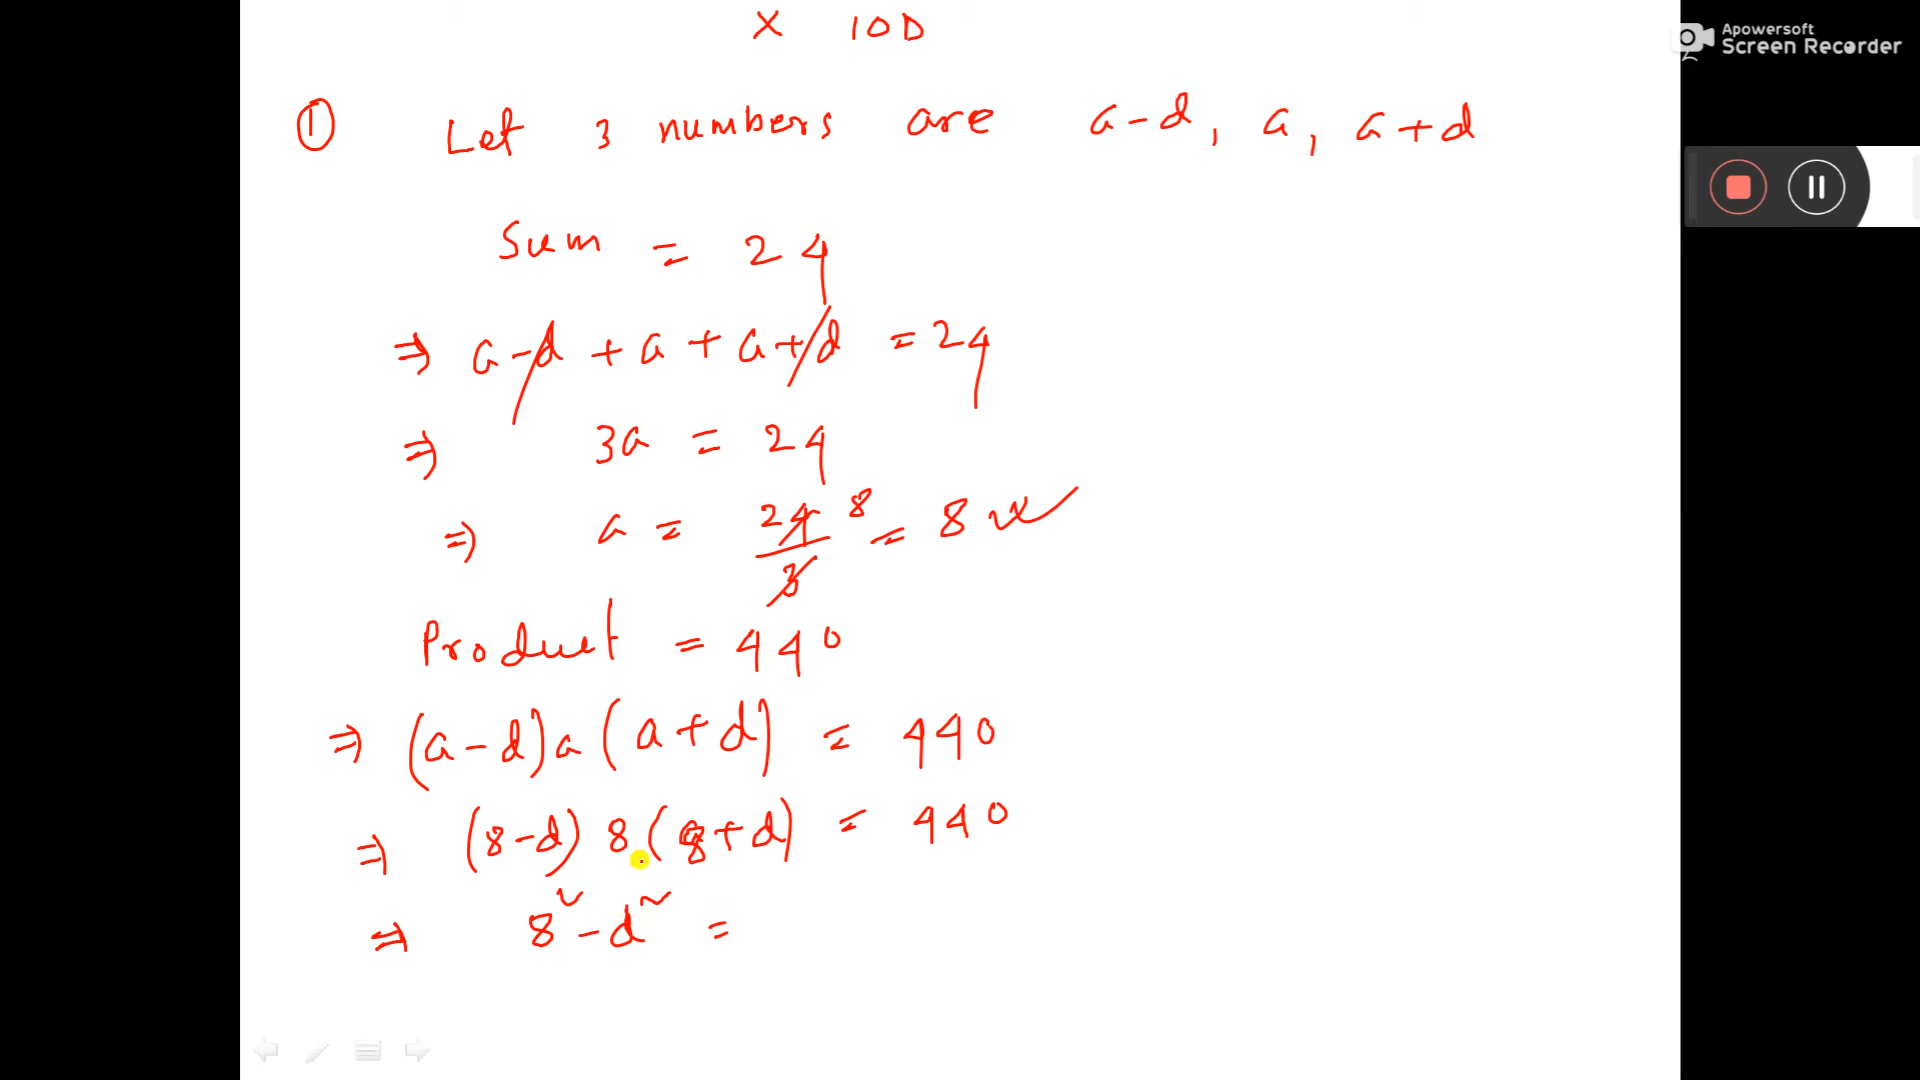 X 10D
Apowersoft
Screen Recorder
① Let 3 numbers are a-d, a, a+d
Sum = 24
⇒ a-d + a + a+d = 24
⇒ 3a = 24
⇒ a = 24/3 8 = 8
Product = 440
⇒ (a-d) a (a+d) = 440
⇒ (8-d) 8 (8+d) = 440
⇒ 8² - d² =